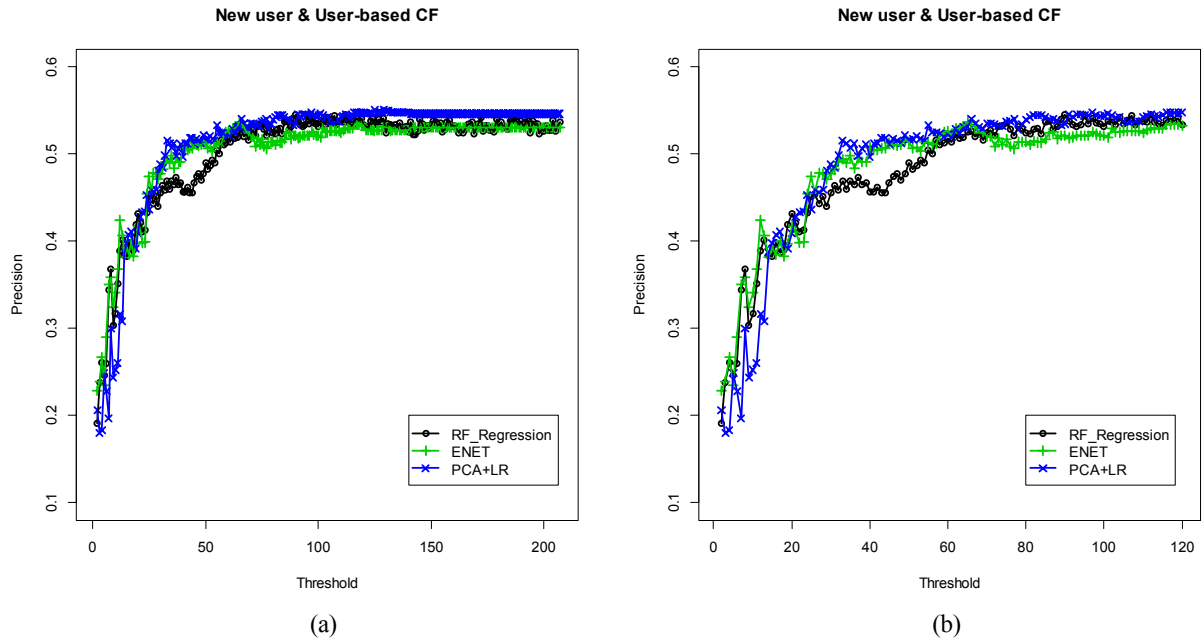 New user & User-based CF
Precision
0.6
0.5
0.4
0.3
0.2
0.1
RF_Regression
ENET
PCA+LR
0
50
100
150
200
Threshold
(a)
New user & User-based CF
Precision
0.6
0.5
0.4
0.3
0.2
0.1
RF_Regression
ENET
PCA+LR
0
20
40
60
80
100
120
Threshold
(b)